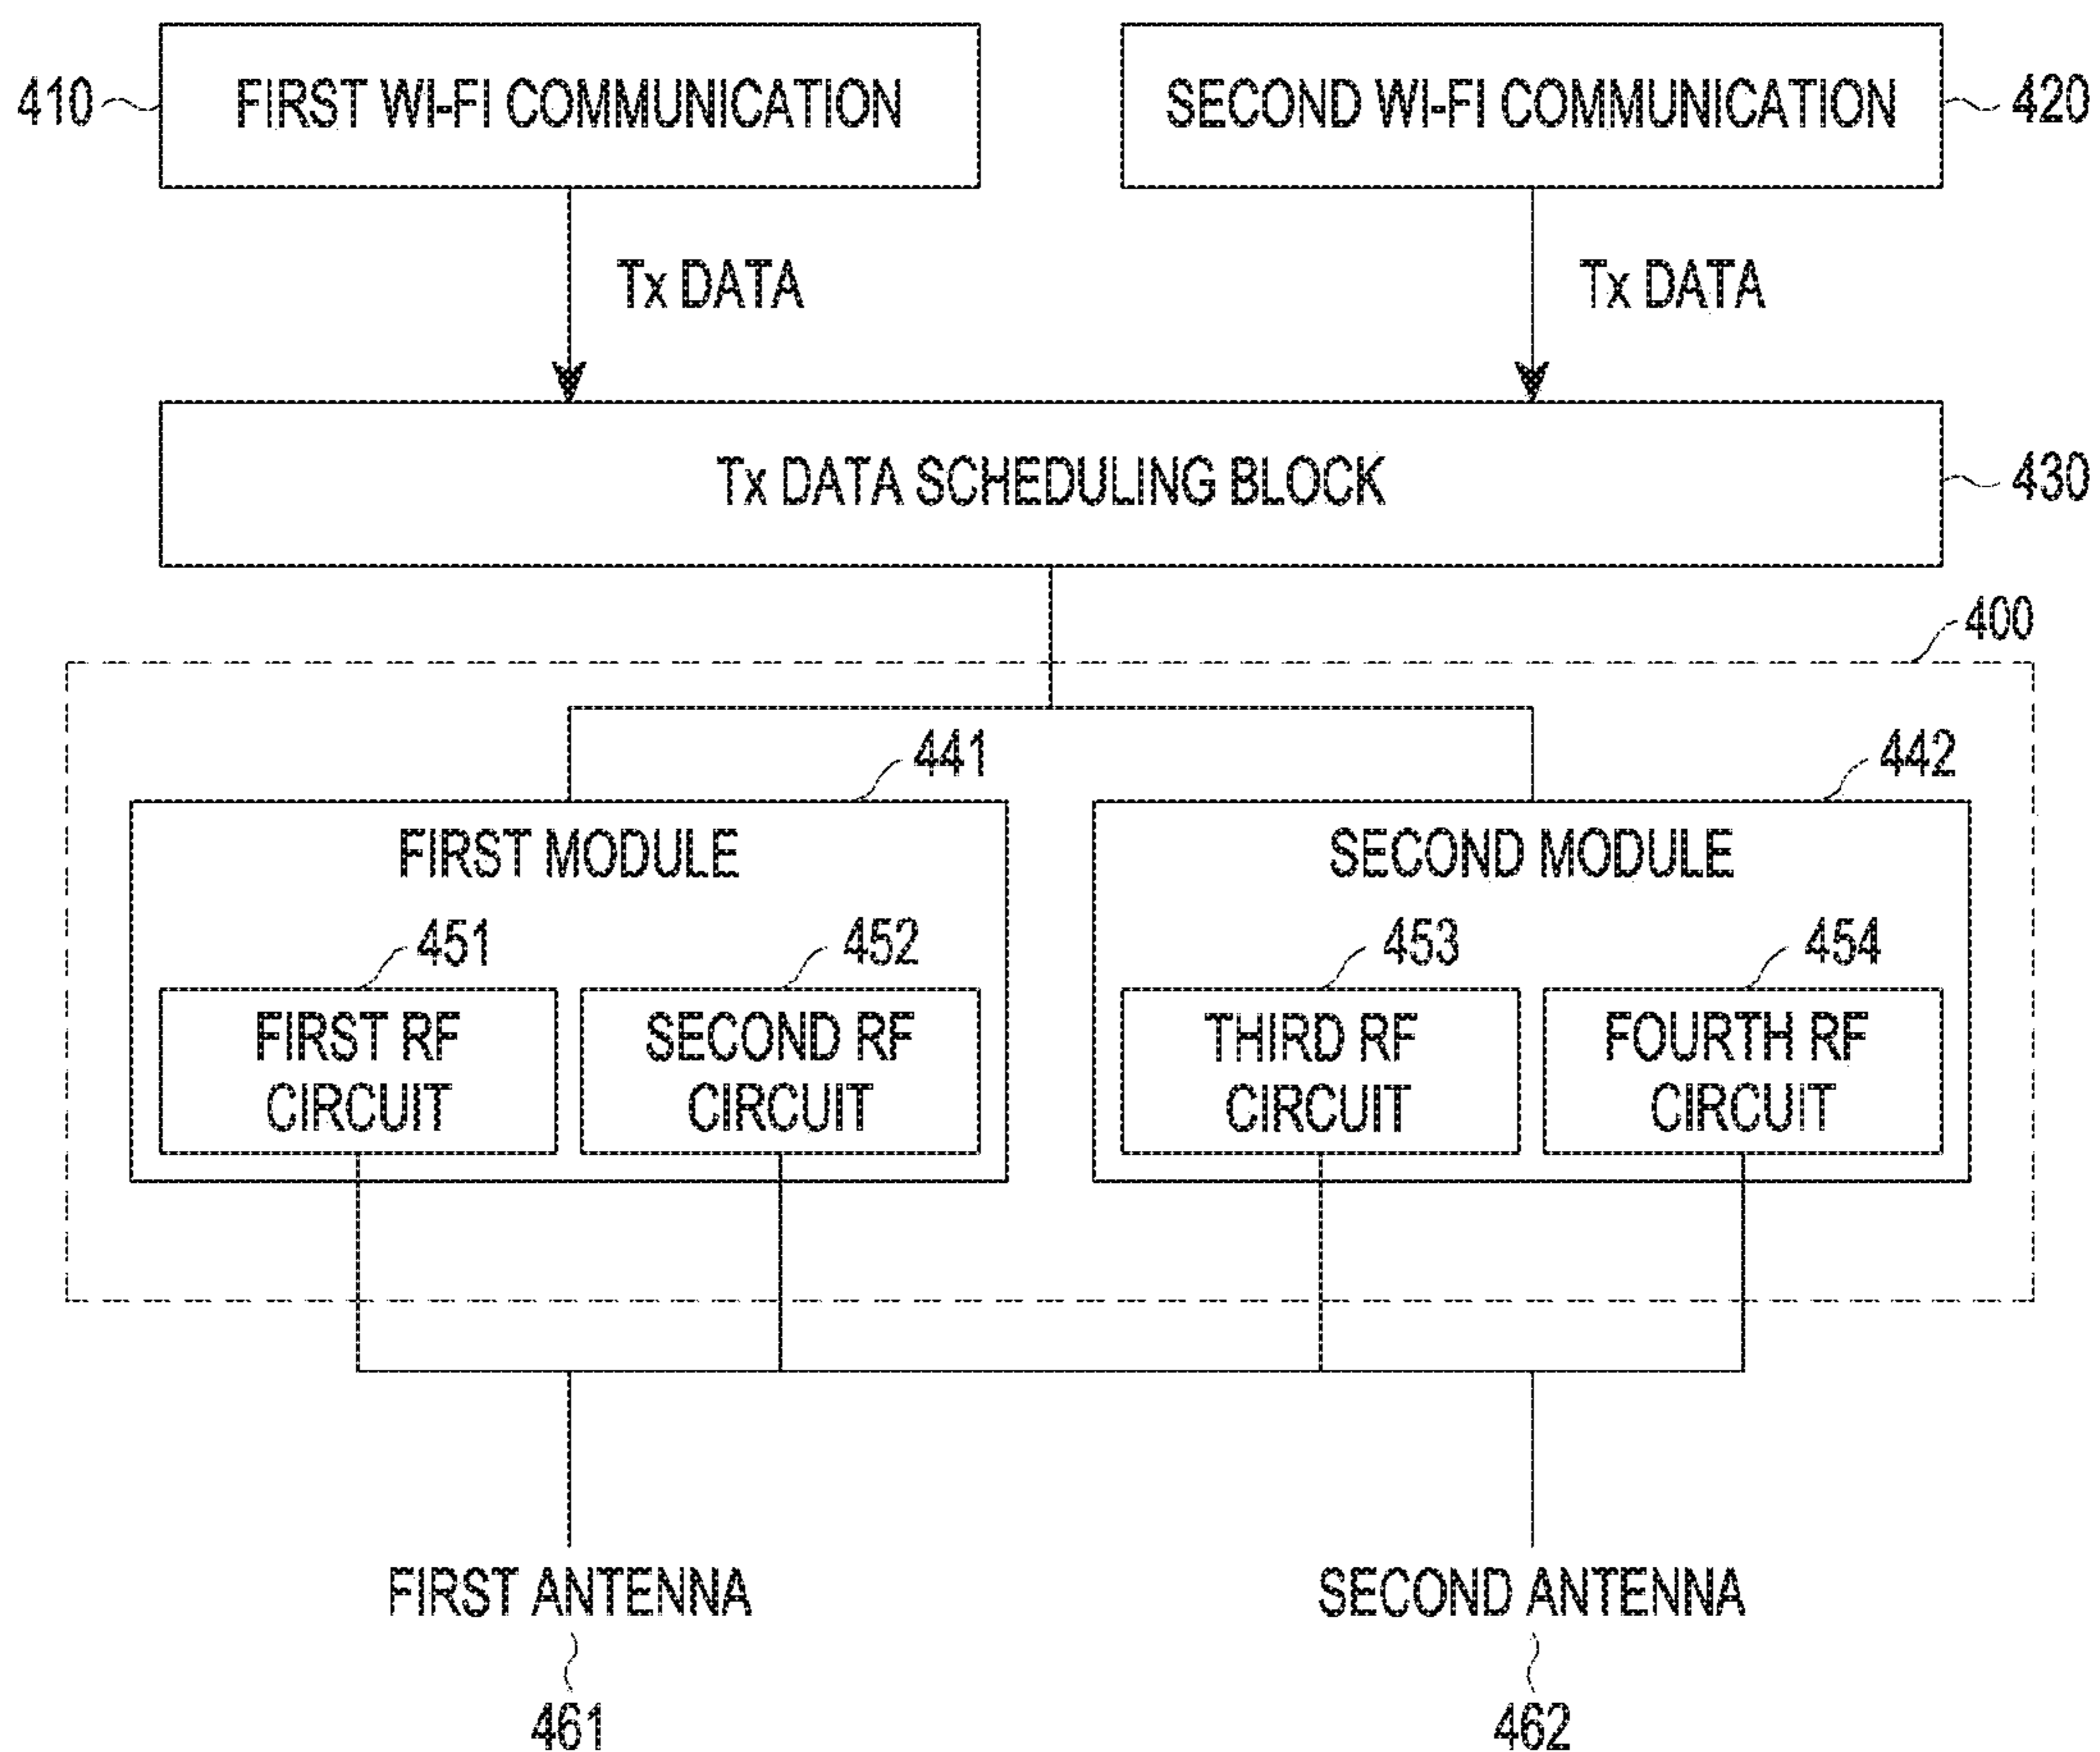 410
FIRST WI-FI COMMUNICATION
SECOND WI-FI COMMUNICATION
420
Tx DATA
Tx DATA
Tx DATA SCHEDULING BLOCK
430
400
441
442
FIRST MODULE
SECOND MODULE
451
452
453
454
FIRST RF
CIRCUIT
SECOND RF
CIRCUIT
THIRD RF
CIRCUIT
FOURTH RF
CIRCUIT
FIRST ANTENNA
SECOND ANTENNA
461
462